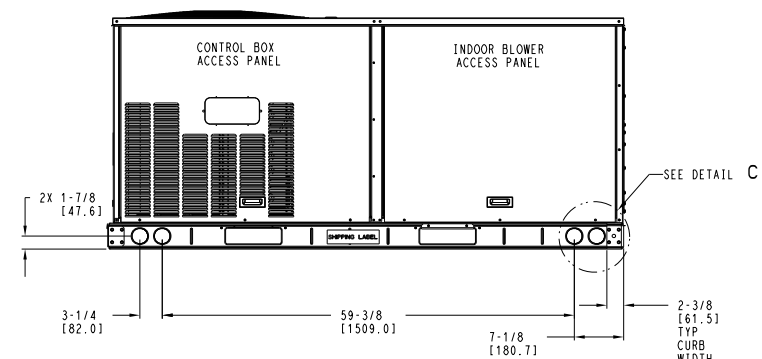 CONTROL BOX
ACCESS PANEL
INDOOR BLOWER
ACCESS PANEL
SEE DETAIL C
2X 1-7/8
[47.6]
SHIPPING LABEL
3-1/4
[82.0]
59-3/8
[1509.0]
7-1/8
[180.7]
2-3/8
[61.5]
TYP
CURB
WIDTH